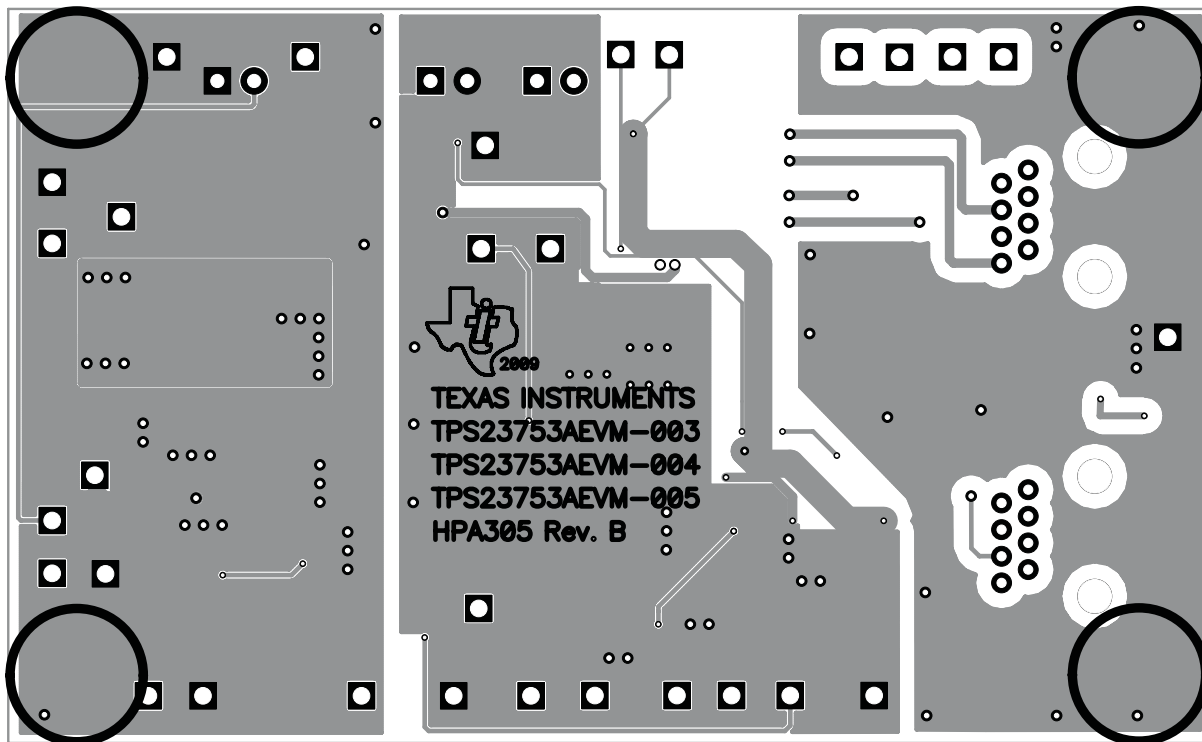 2009
TEXAS INSTRUMENTS
TPS23753AEVM-003
TPS23753AEVM-004
TPS23753AEVM-005
HPA305 Rev. B